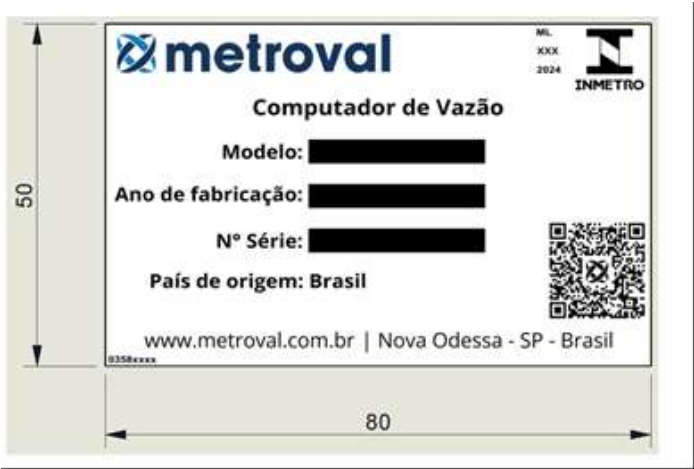 metroval
ML
XXX
2024
INMETRO
Computador de Vazão
Modelo:
Ano de fabricação:
Nº Série:
País de origem: Brasil
www.metroval.com.br | Nova Odessa - SP - Brasil
0358xxxx
50
80